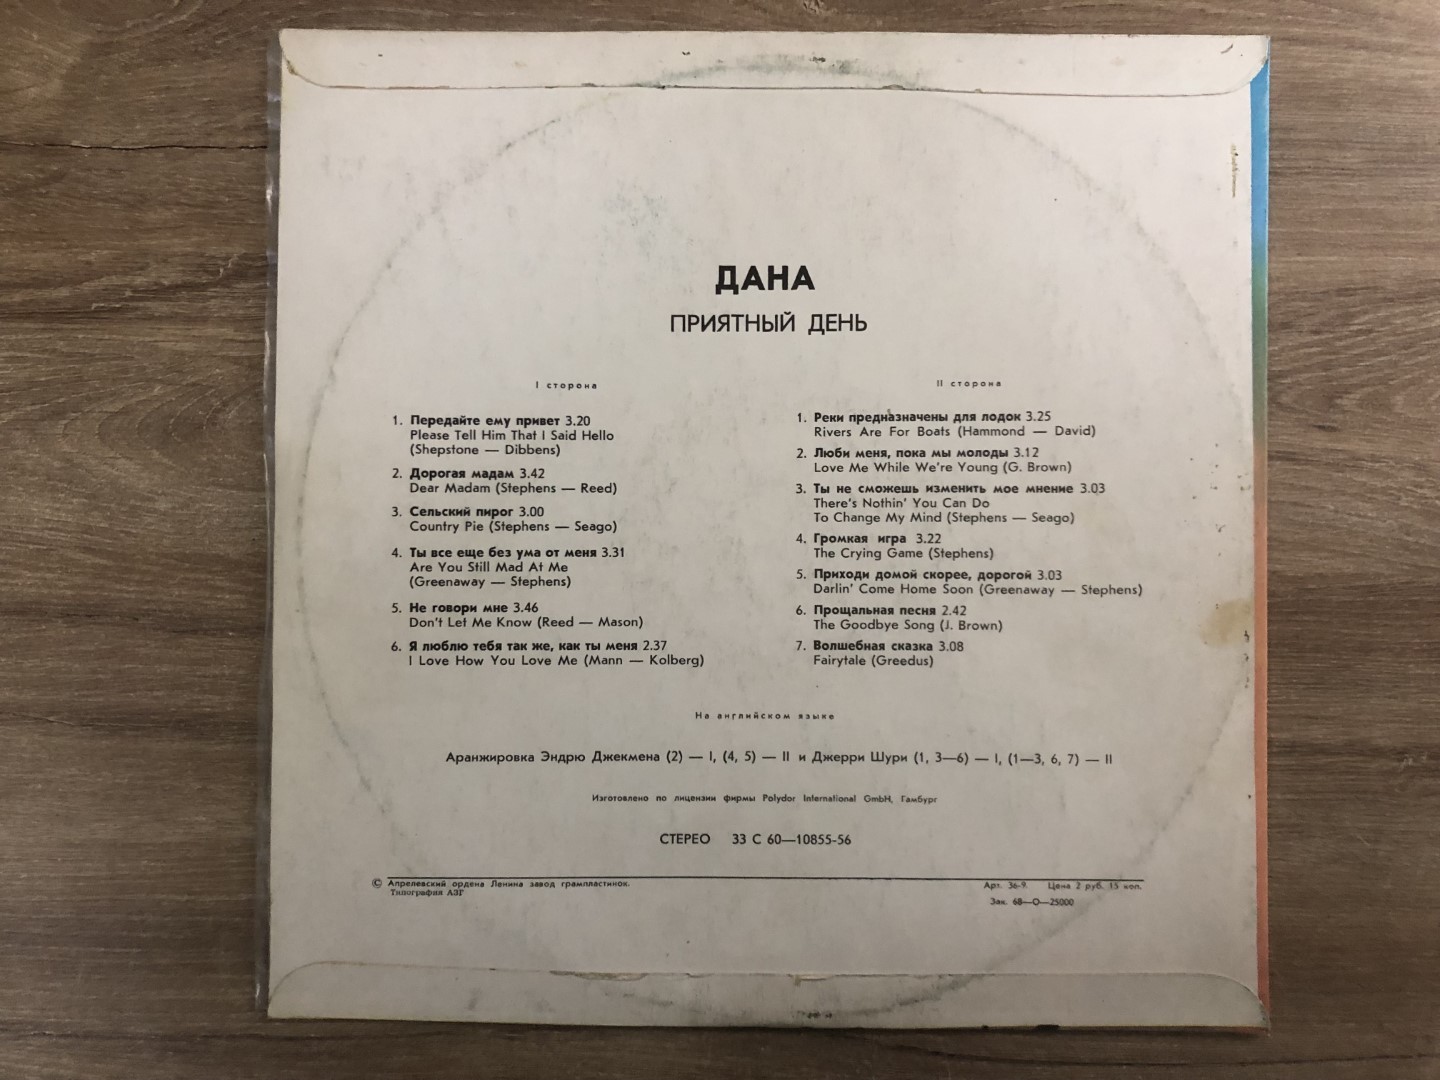 ДАНА
ПРИЯТНЫЙ ДЕНЬ
I сторона
1. Передайте ему привет 3.20
Please Tell Him That I Said Hello
(Shepstone — Dibbens)
2. Дорогая мадам 3.42
Dear Madam (Stephens — Reed)
3. Сельский пирог 3.00
Country Pie (Stephens — Seago)
4. Ты все еще без ума от меня 3.31
Are You Still Mad At Me
(Greenaway — Stephens)
5. Не говори мне 3.46
Don't Let Me Know (Reed — Mason)
6. Я люблю тебя так же, как ты меня 2.37
I Love How You Love Me (Mann — Kolberg)
II сторона
1. Реки предназначены для лодок 3.25
Rivers Are For Boats (Hammond — David)
2. Люби меня, пока мы молоды 3.12
Love Me While We're Young (G. Brown)
3. Ты не сможешь изменить мое мнение 3.03
There's Nothin' You Can Do
To Change My Mind (Stephens — Seago)
4. Громкая игра 3.22
The Crying Game (Stephens)
5. Приходи домой скорее, дорогой 3.03
Darlin' Come Home Soon (Greenaway — Stephens)
6. Прощальная песня 2.42
The Goodbye Song (J. Brown)
7. Волшебная сказка 3.08
Fairytale (Greedus)
На английском языке
Аранжировка Эндрю Джекмена (2) — I, (4, 5) — II и Джерри Шури (1, 3—6) — I, (1—3, 6, 7) — II
Изготовлено по лицензии фирмы Polydor International GmbH, Гамбург
СТЕРЕО 33 С 60—10855-56
© Апрелевский ордена Ленина завод грампластинок.
Типография АЗГ
Арт. 36-9. Цена 2 руб. 15 коп.
Зак. 68—О—25000